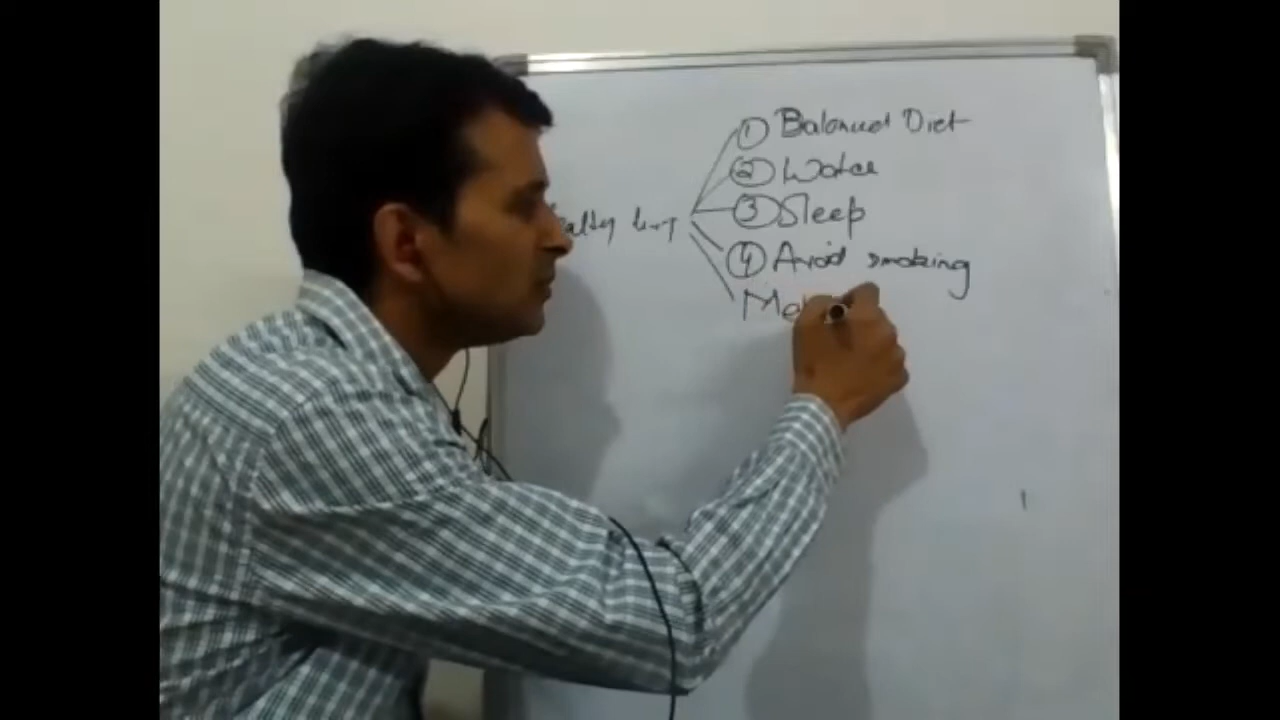 ① Balanced Diet
② Water
③ Sleep
④ Avoid smoking